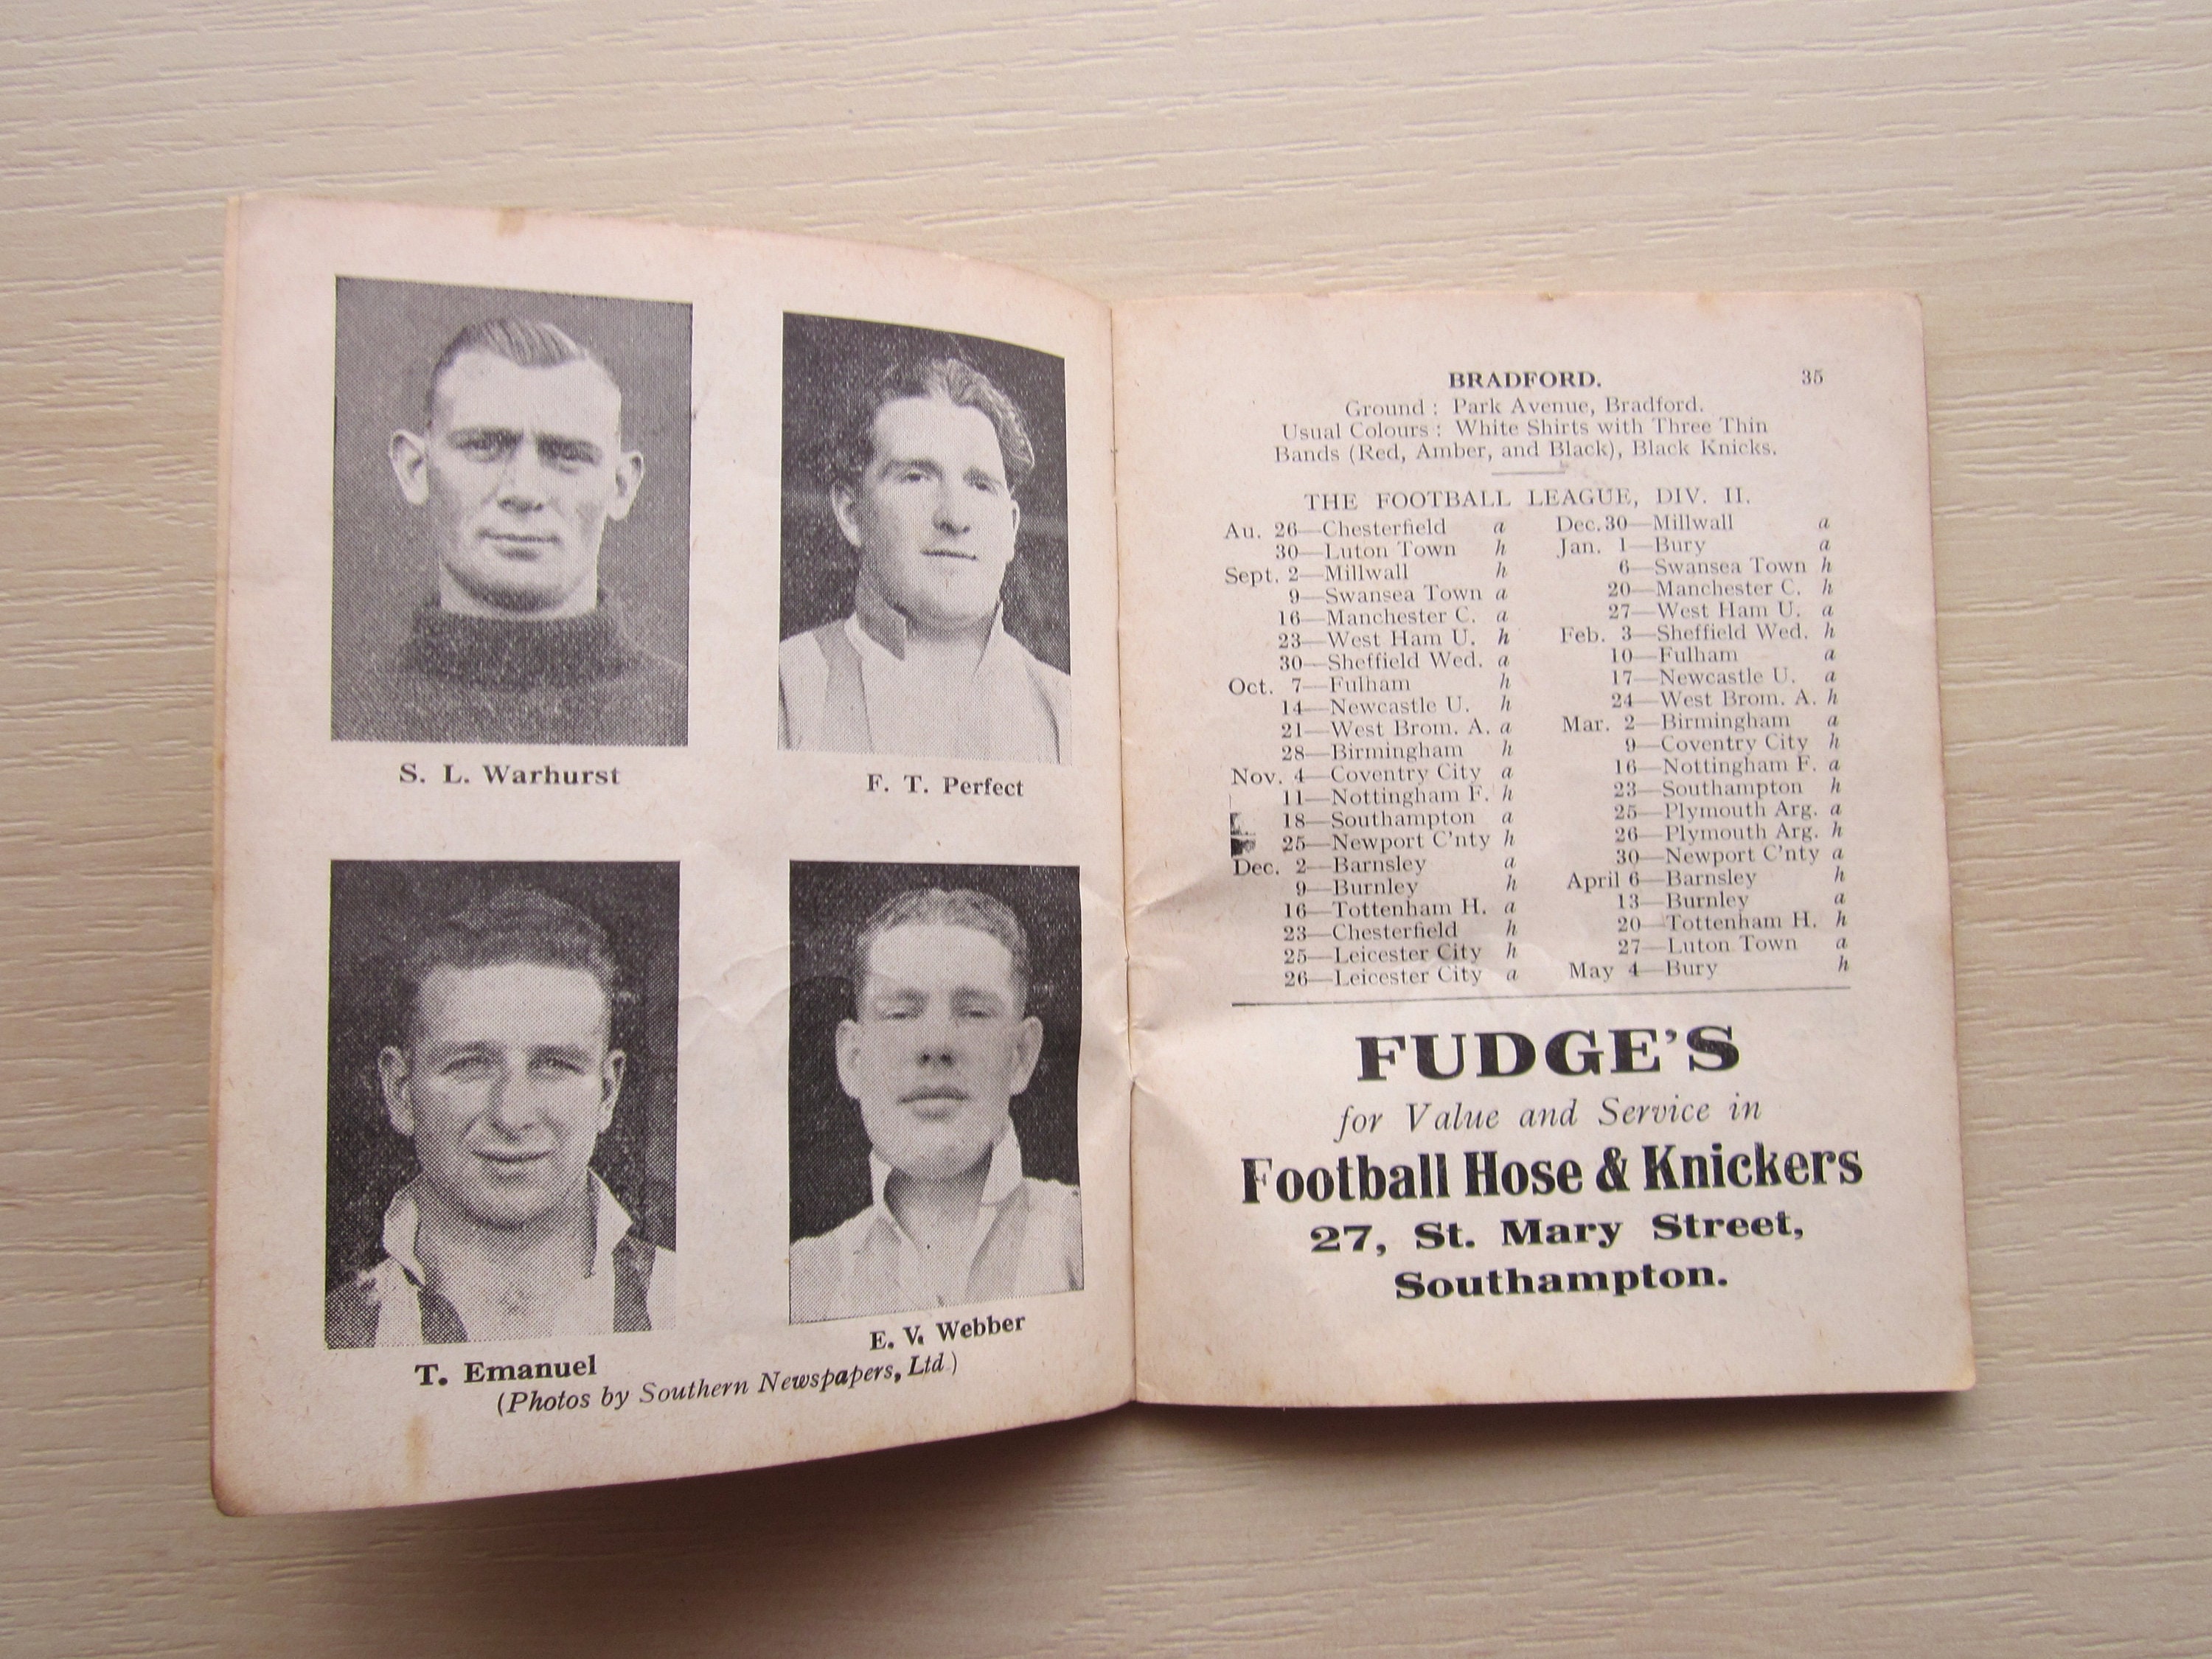 S. L. Warhurst
F. T. Perfect
T. Emanuel
E. V. Webber
(Photos by Southern Newspapers, Ltd.)
BRADFORD. 35
Ground : Park Avenue, Bradford.
Usual Colours : White Shirts with Three Thin
Bands (Red, Amber, and Black), Black Knicks.
THE FOOTBALL LEAGUE, DIV. II.
Au. 26—Chesterfield a
30—Luton Town h
Sept. 2—Millwall h
9—Swansea Town a
16—Manchester C. a
23—West Ham U. h
30—Sheffield Wed. a
Oct. 7—Fulham h
14—Newcastle U. h
21—West Brom. A. a
28—Birmingham h
Nov. 4—Coventry City a
11—Nottingham F. h
18—Southampton a
25—Newport C'nty h
Dec. 2—Barnsley a
9—Burnley h
16—Tottenham H. a
23—Chesterfield h
25—Leicester City h
26—Leicester City a
Dec. 30—Millwall a
Jan. 1—Bury a
6—Swansea Town h
20—Manchester C. h
27—West Ham U. a
Feb. 3—Sheffield Wed. h
10—Fulham a
17—Newcastle U. a
24—West Brom. A. h
Mar. 2—Birmingham a
9—Coventry City h
16—Nottingham F. a
23—Southampton h
25—Plymouth Arg. a
26—Plymouth Arg. h
30—Newport C'nty a
April 6—Barnsley h
13—Burnley a
20—Tottenham H. h
27—Luton Town a
May 4—Bury h
FUDGE'S
for Value and Service in
Football Hose & Knickers
27, St. Mary Street,
Southampton.